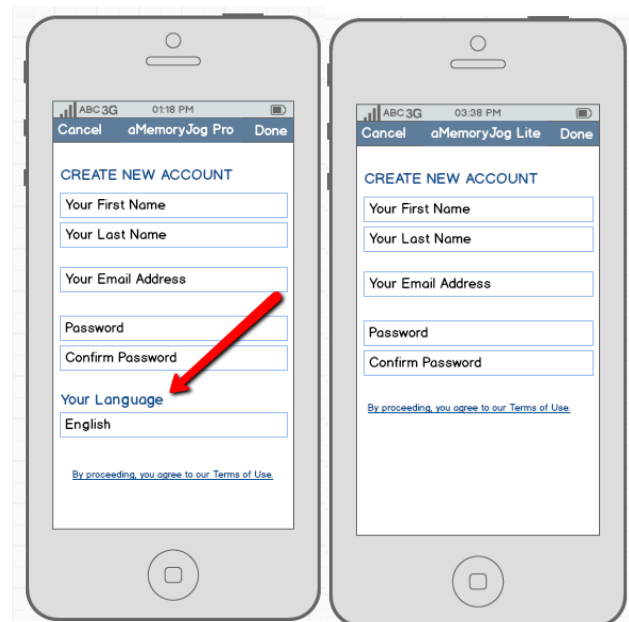 ABC 3G 01:18 PM
Cancel aMemoryJog Pro Done
CREATE NEW ACCOUNT
Your First Name
Your Last Name
Your Email Address
Password
Confirm Password
Your Language
English
By proceeding, you agree to our Terms of Use.
ABC 3G 03:38 PM
Cancel aMemoryJog Lite Done
CREATE NEW ACCOUNT
Your First Name
Your Last Name
Your Email Address
Password
Confirm Password
By proceeding, you agree to our Terms of Use.